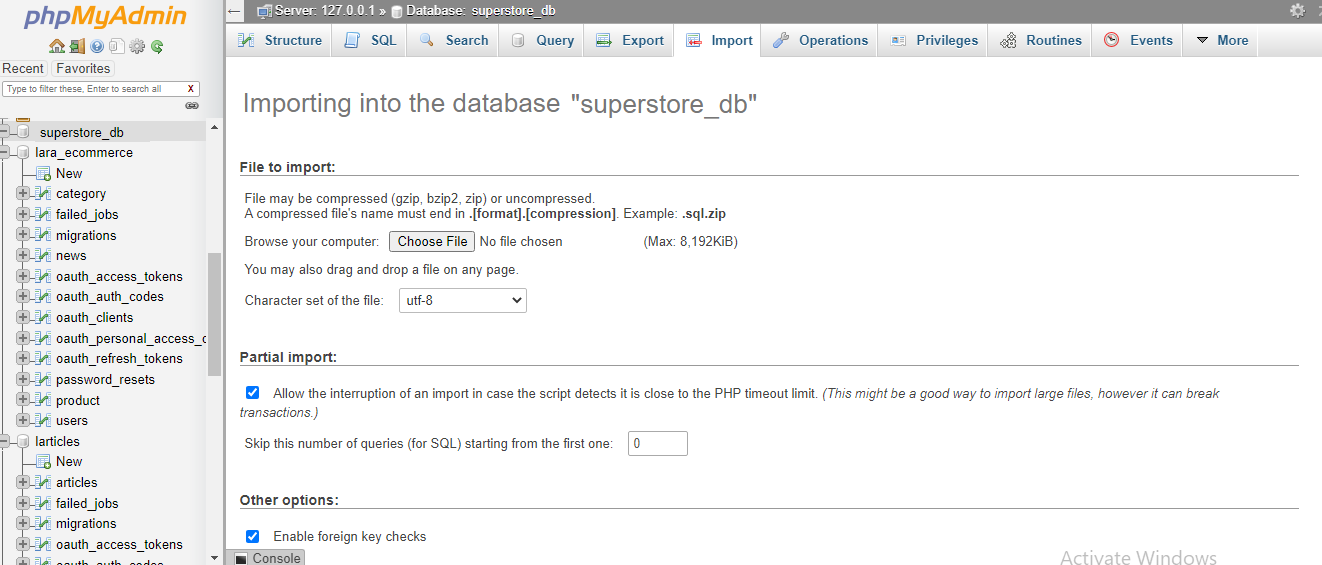 phpMyAdmin
Recent Favorites
Type to filter these, Enter to search all X
superstore_db
lara_ecommerce
New
category
failed_jobs
migrations
news
oauth_access_tokens
oauth_auth_codes
oauth_clients
oauth_personal_access_c
oauth_refresh_tokens
password_resets
product
users
larticles
New
articles
failed_jobs
migrations
oauth_access_tokens
oauth_auth_codes
← Server: 127.0.0.1 » Database: superstore_db
Structure SQL Search Query Export Import Operations Privileges Routines Events More
Importing into the database "superstore_db"
File to import:
File may be compressed (gzip, bzip2, zip) or uncompressed.
A compressed file's name must end in .[format].[compression]. Example: .sql.zip
Browse your computer: Choose File No file chosen (Max: 8,192KiB)
You may also drag and drop a file on any page.
Character set of the file: utf-8
Partial import:
Allow the interruption of an import in case the script detects it is close to the PHP timeout limit. (This might be a good way to import large files, however it can break
transactions.)
Skip this number of queries (for SQL) starting from the first one: 0
Other options:
Enable foreign key checks
Console
Activate Windows